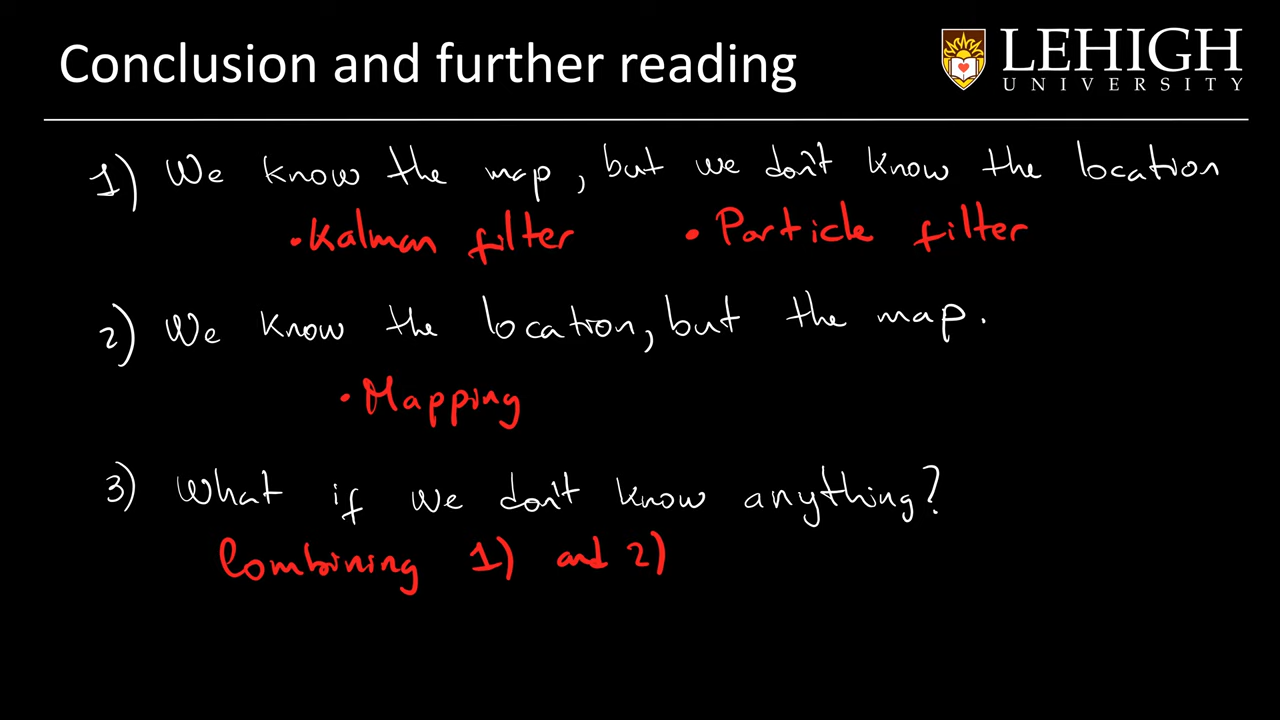 Conclusion and further reading
LEHIGH
UNIVERSITY
1) We know the map, but we don't know the location
• Kalman filter • Particle filter
2) We know the location, but the map.
• Mapping
3) What if we don't know anything?
Combining 1) and 2)